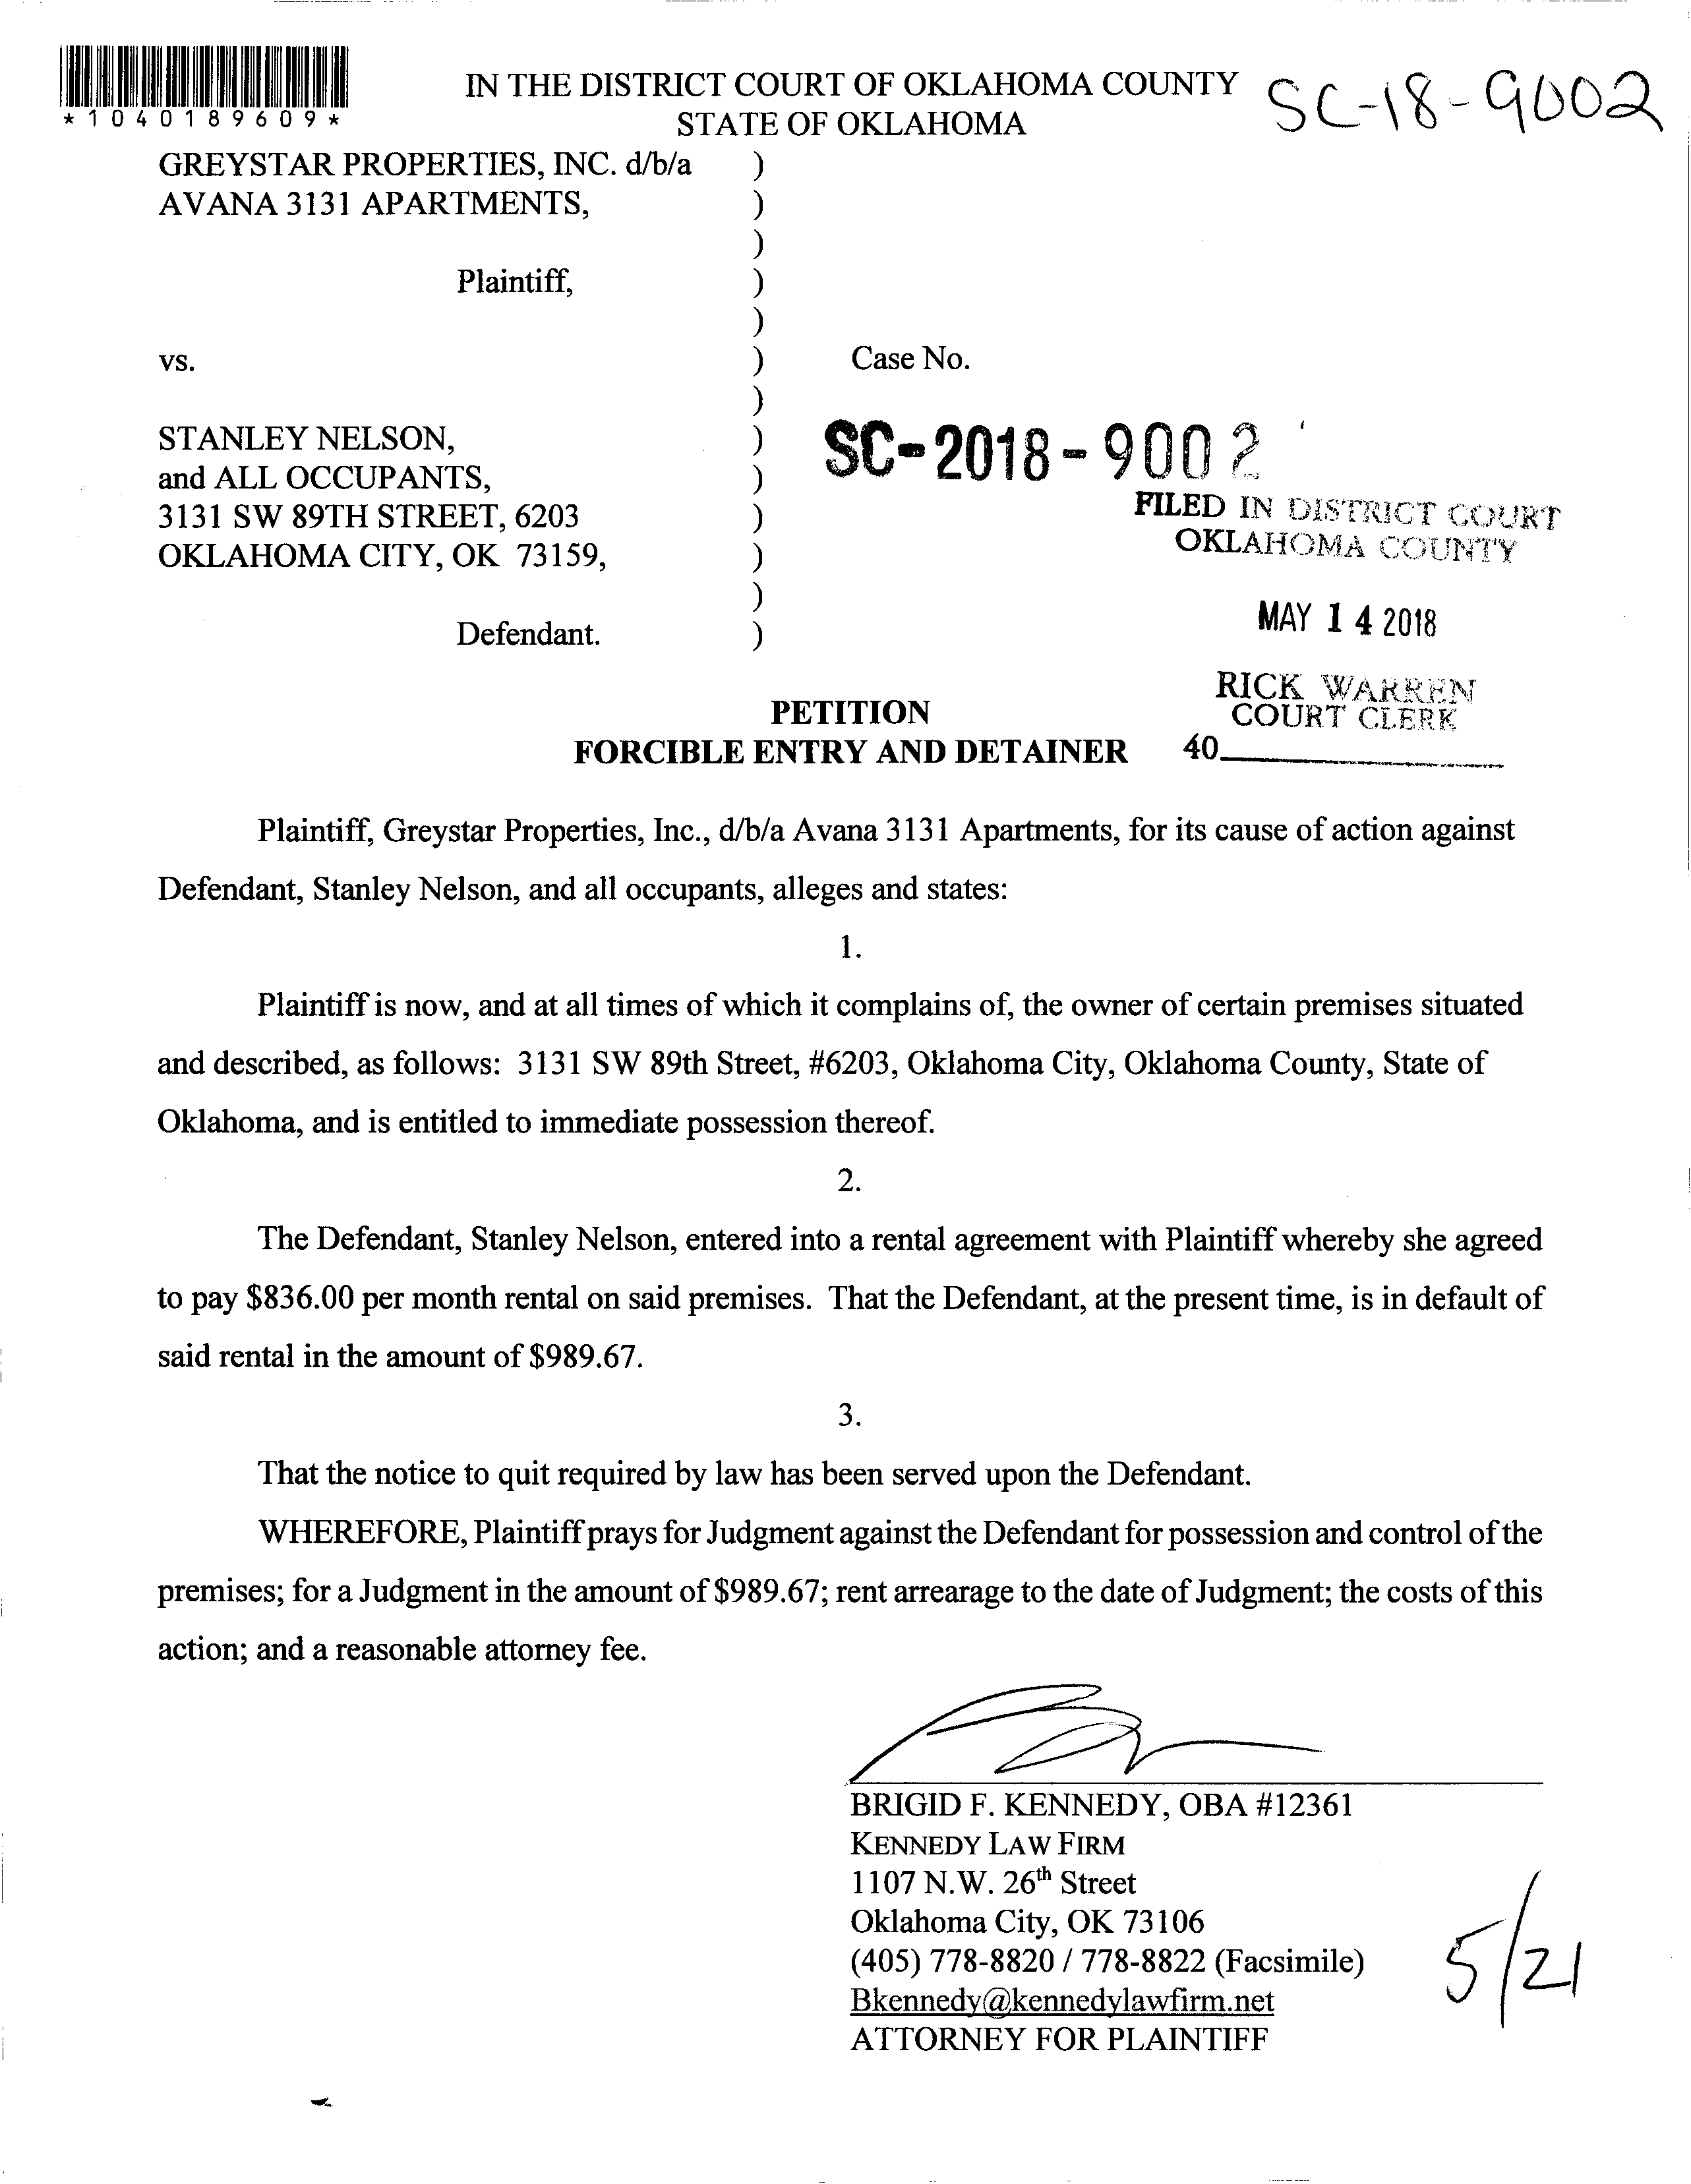 *1040189609*
IN THE DISTRICT COURT OF OKLAHOMA COUNTY
STATE OF OKLAHOMA
SC-18-9002
GREYSTAR PROPERTIES, INC. d/b/a )
AVANA 3131 APARTMENTS, )
)
Plaintiff, )
)
vs. ) Case No.
)
STANLEY NELSON, ) SC-2018-9002
and ALL OCCUPANTS, )
3131 SW 89TH STREET, 6203 ) FILED IN DISTRICT COURT
OKLAHOMA CITY, OK 73159, ) OKLAHOMA COUNTY
)
Defendant. ) MAY 14 2018
RICK WARREN
PETITION COURT CLERK
FORCIBLE ENTRY AND DETAINER 40
Plaintiff, Greystar Properties, Inc., d/b/a Avana 3131 Apartments, for its cause of action against
Defendant, Stanley Nelson, and all occupants, alleges and states:
1.
Plaintiff is now, and at all times of which it complains of, the owner of certain premises situated
and described, as follows: 3131 SW 89th Street, #6203, Oklahoma City, Oklahoma County, State of
Oklahoma, and is entitled to immediate possession thereof.
2.
The Defendant, Stanley Nelson, entered into a rental agreement with Plaintiff whereby she agreed
to pay $836.00 per month rental on said premises. That the Defendant, at the present time, is in default of
said rental in the amount of $989.67.
3.
That the notice to quit required by law has been served upon the Defendant.
WHEREFORE, Plaintiff prays for Judgment against the Defendant for possession and control of the
premises; for a Judgment in the amount of $989.67; rent arrearage to the date of Judgment; the costs of this
action; and a reasonable attorney fee.
BRIGID F. KENNEDY, OBA #12361
KENNEDY LAW FIRM
1107 N.W. 26th Street
Oklahoma City, OK 73106
(405) 778-8820 / 778-8822 (Facsimile)
Bkennedy@kennedylawfirm.net
ATTORNEY FOR PLAINTIFF
5/21